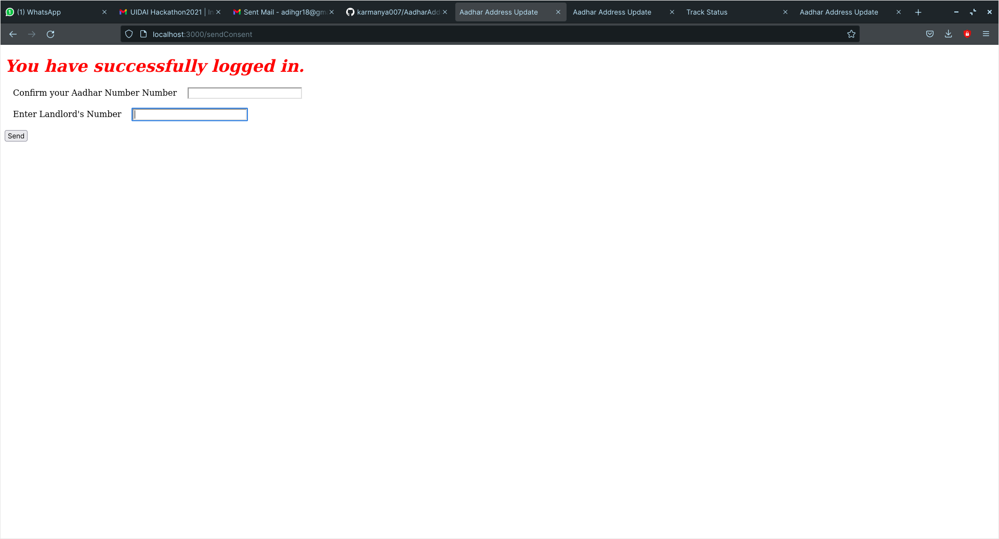 1 (1) WhatsApp UIDAI Hackathon2021 | In Sent Mail - adihgr18@gm karmanya007/AadharAdd Aadhar Address Update Aadhar Address Update Track Status Aadhar Address Update
localhost:3000/sendConsent
You have successfully logged in.
Confirm your Aadhar Number Number
Enter Landlord's Number
Send